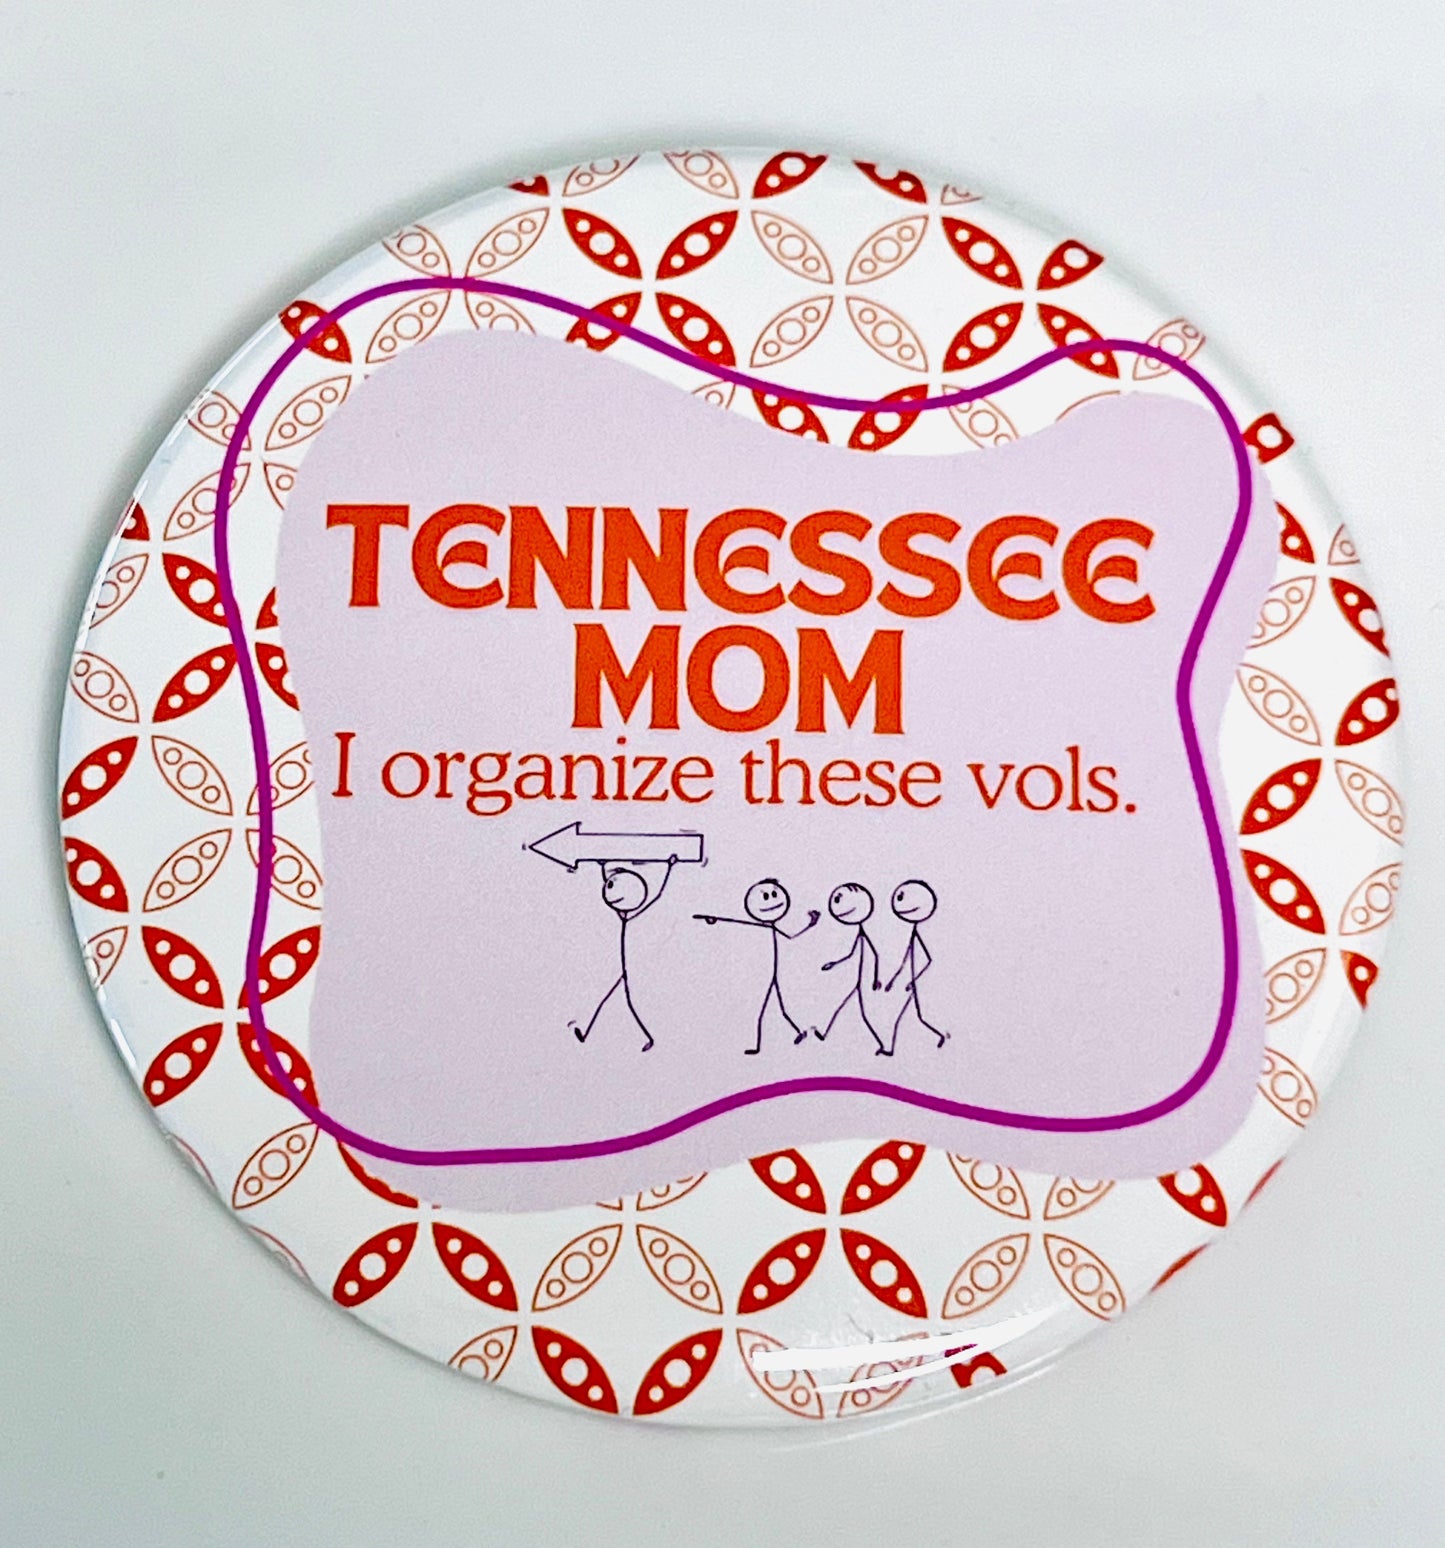 TENNESSEE
MOM
I organize these vols.